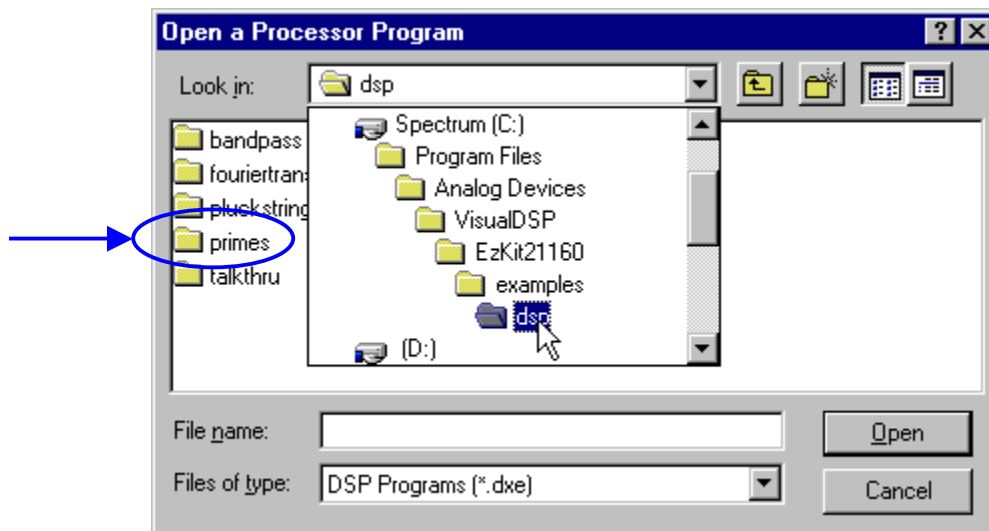 Open a Processor Program
Look in:
dsp
bandpass
fouriertran
pluckstring
primes
talkthru
Spectrum (C:)
Program Files
Analog Devices
VisualDSP
EzKit21160
examples
dsp
(D:)
File name:
Open
Files of type:
DSP Programs (*.dxe)
Cancel